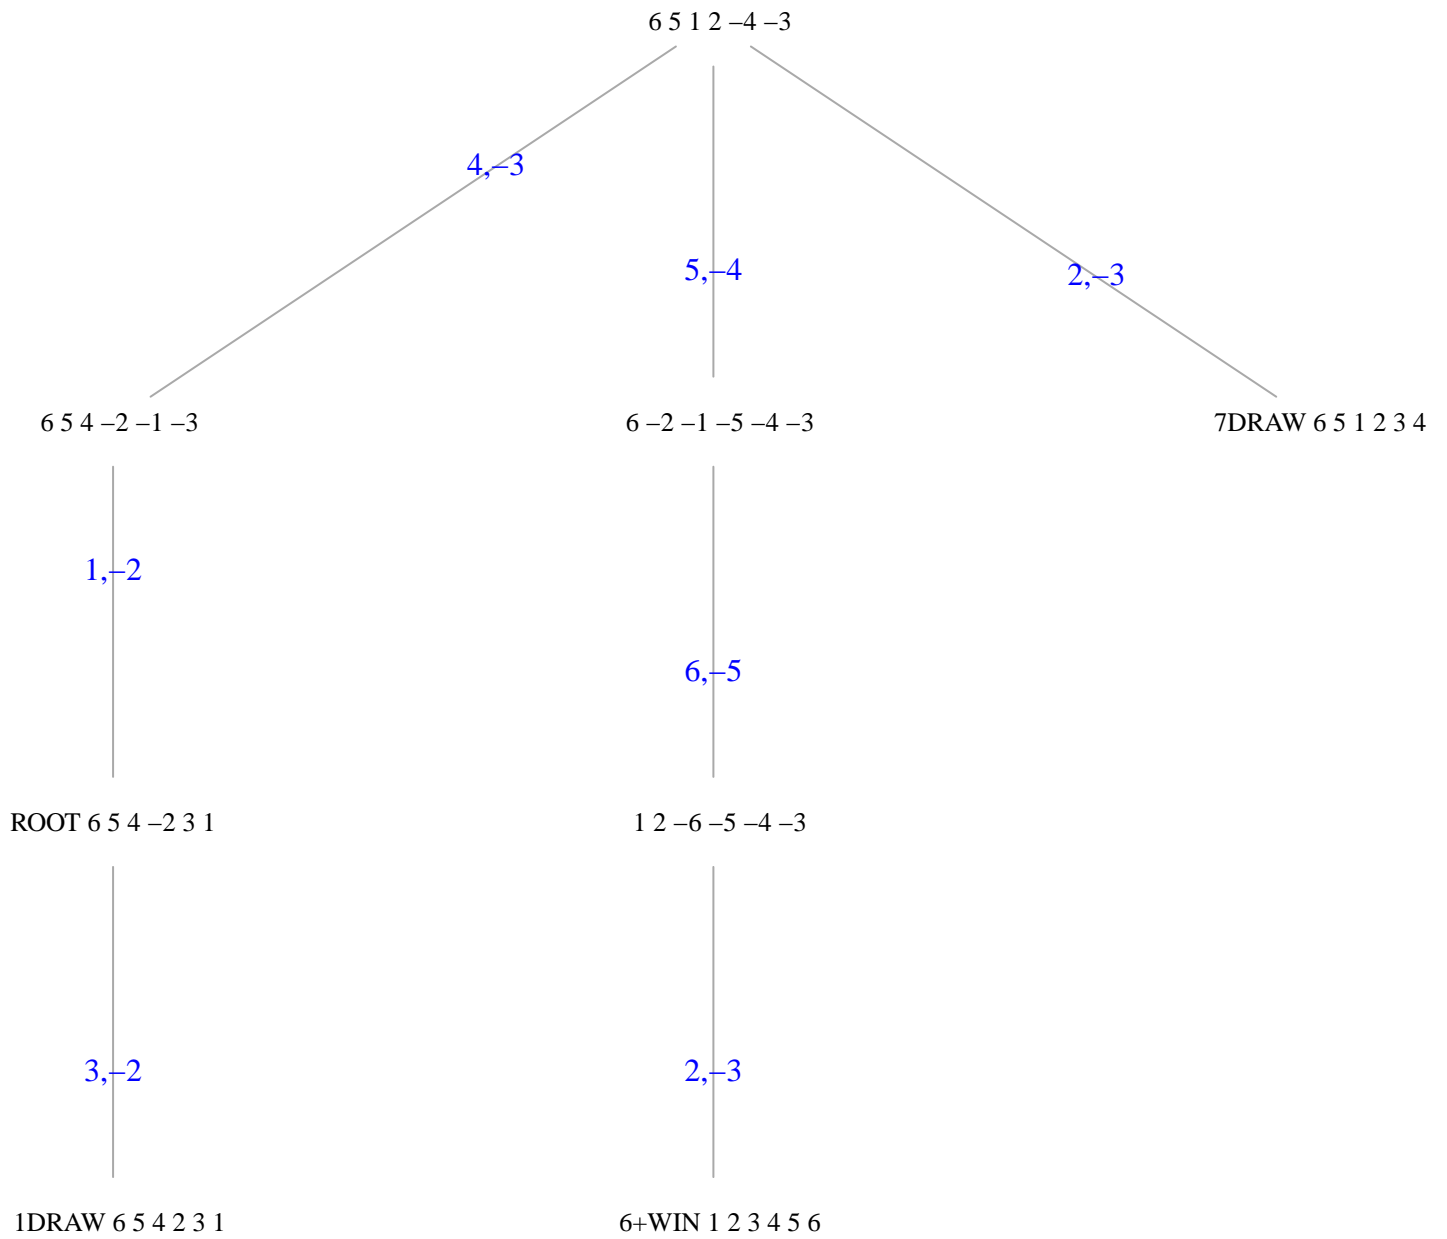 6 5 1 2 –4 –3
4,–3
5,–4
2,–3
6 5 4 –2 –1 –3
6 –2 –1 –5 –4 –3
7DRAW 6 5 1 2 3 4
1,–2
6,–5
ROOT 6 5 4 –2 3 1
1 2 –6 –5 –4 –3
3,–2
2,–3
1DRAW 6 5 4 2 3 1
6+WIN 1 2 3 4 5 6